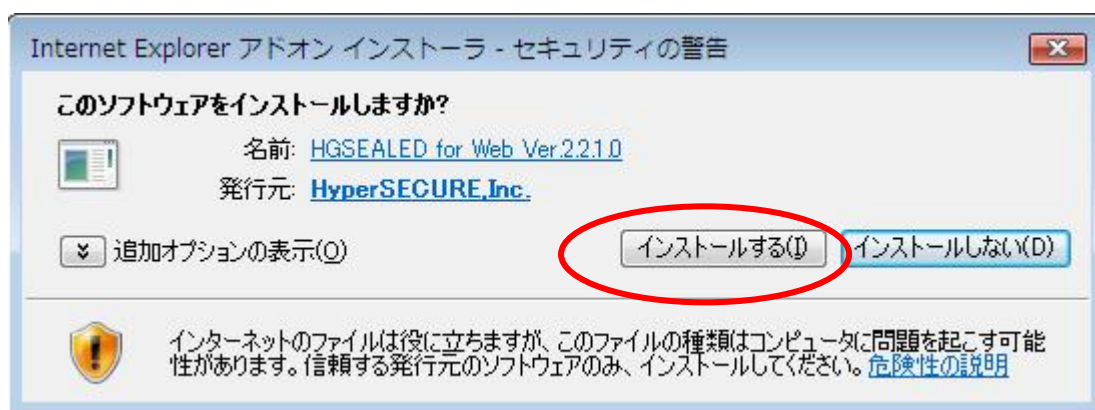 Internet Explorer アドオン インストーラ - セキュリティの警告
このソフトウェアをインストールしますか?
名前: HGSEALED for Web Ver.2.2.1.0
発行元: HyperSECURE,Inc.
追加オプションの表示(O)
インストールする(I)
インストールしない(D)
インターネットのファイルは役に立ちますが、このファイルの種類はコンピュータに問題を起こす可能
性があります。信頼する発行元のソフトウェアのみ、インストールしてください。危険性の説明